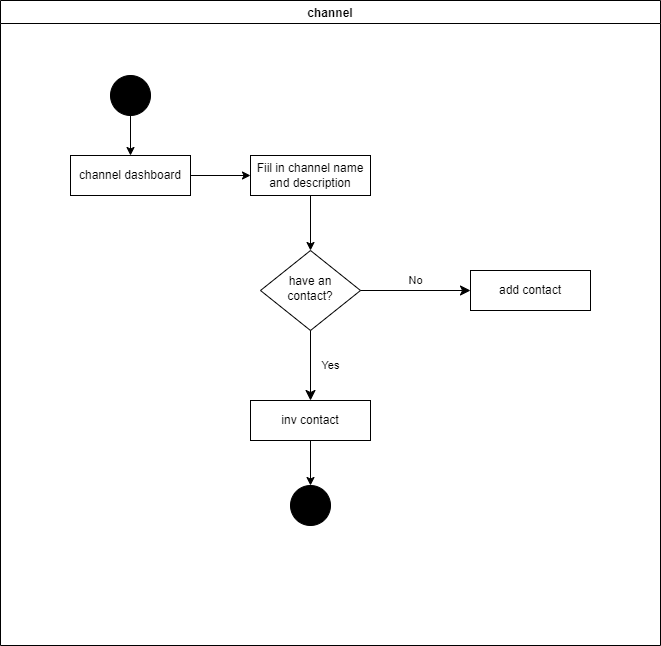 channel
channel dashboard
Fiil in channel name
and description
have an
contact?
No
add contact
Yes
inv contact